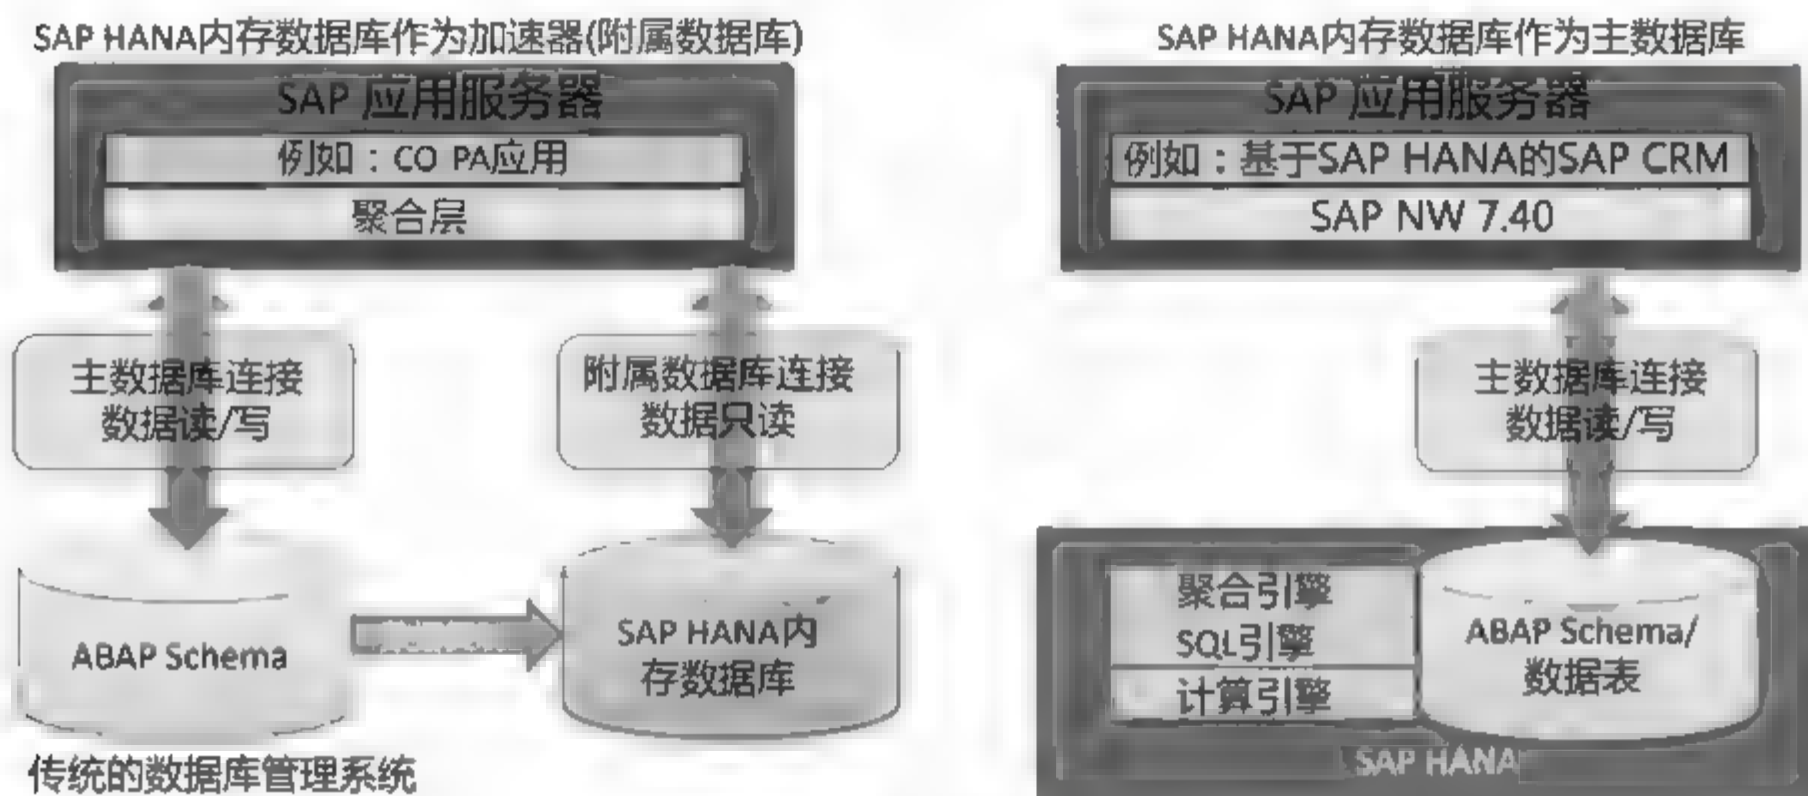 SAP HANA内存数据库作为加速器(附属数据库)
SAP 应用服务器
例如：CO PA应用
聚合层
主数据库连接
数据读/写
附属数据库连接
数据只读
ABAP Schema
SAP HANA内
存数据库
传统的数据库管理系统
SAP HANA内存数据库作为主数据库
SAP 应用服务器
例如：基于SAP HANA的SAP CRM
SAP NW 7.40
主数据库连接
数据读/写
聚合引擎
SQL引擎
计算引擎
ABAP Schema/
数据表
SAP HANA